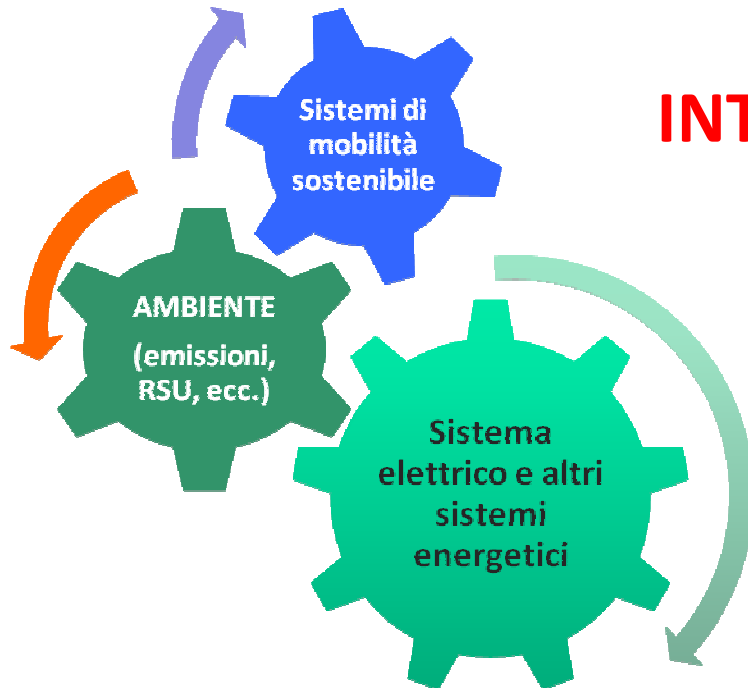 Sistemi di
mobilità
sostenibile
INT
AMBIENTE
(emissioni,
RSU, ecc.)
Sistema
elettrico e altri
sistemi
energetici